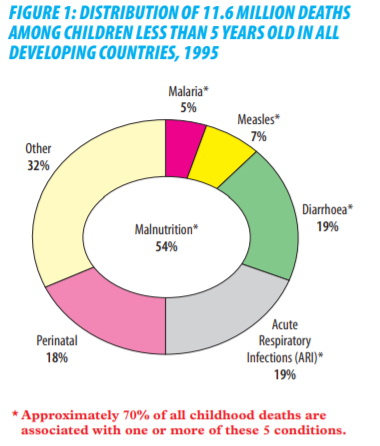 FIGURE 1: DISTRIBUTION OF 11.6 MILLION DEATHS
AMONG CHILDREN LESS THAN 5 YEARS OLD IN ALL
DEVELOPING COUNTRIES, 1995
Malaria*
5%
Measles*
7%
Other
32%
Diarrhoea*
19%
Malnutrition*
54%
Perinatal
18%
Acute
Respiratory
Infections (ARI)*
19%
* Approximately 70% of all childhood deaths are
associated with one or more of these 5 conditions.